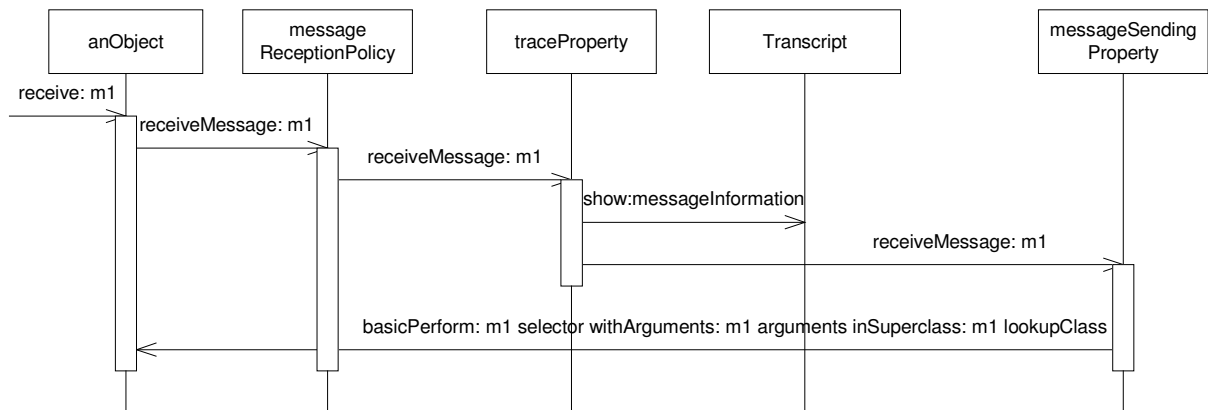 anObject
message
ReceptionPolicy
traceProperty
Transcript
messageSending
Property
receive: m1
receiveMessage: m1
receiveMessage: m1
show:messageInformation
receiveMessage: m1
basicPerform: m1 selector withArguments: m1 arguments inSuperclass: m1 lookupClass